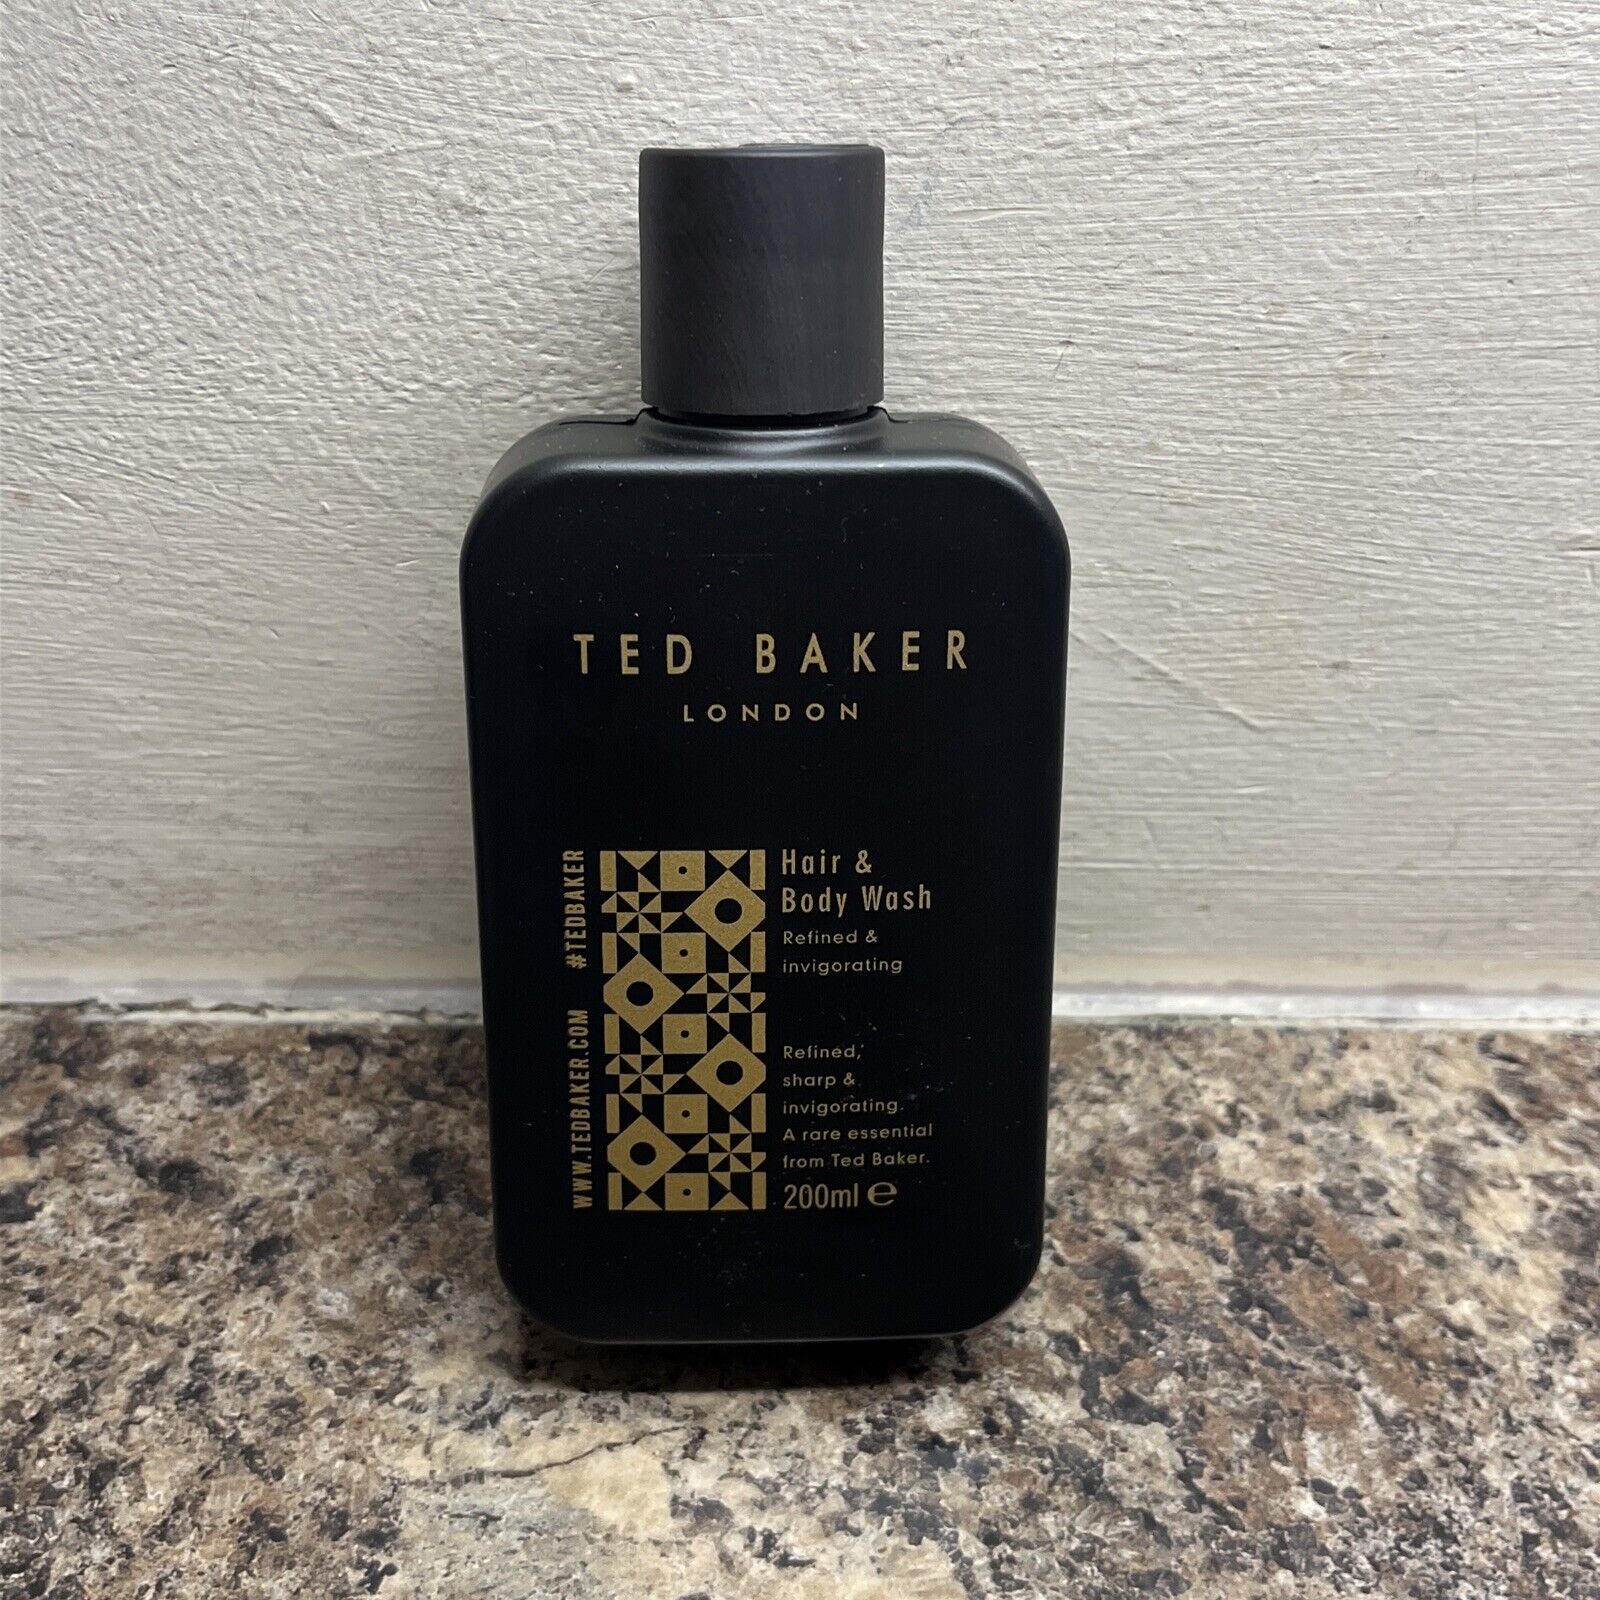 TED BAKER
LONDON
#TEDBAKER
WWW.TEDBAKER.COM
Hair &
Body Wash
Refined &
invigorating
Refined,
sharp &
invigorating.
A rare essential
from Ted Baker.
200ml ℮